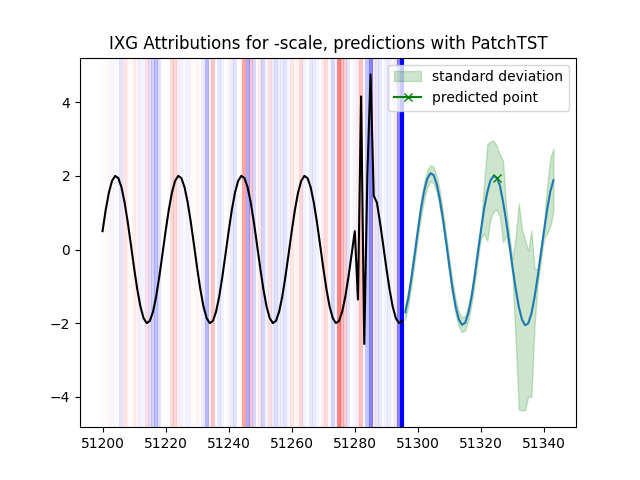 IXG Attributions for -scale, predictions with PatchTST
standard deviation
predicted point
4
2
0
−2
−4
51200 51220 51240 51260 51280 51300 51320 51340